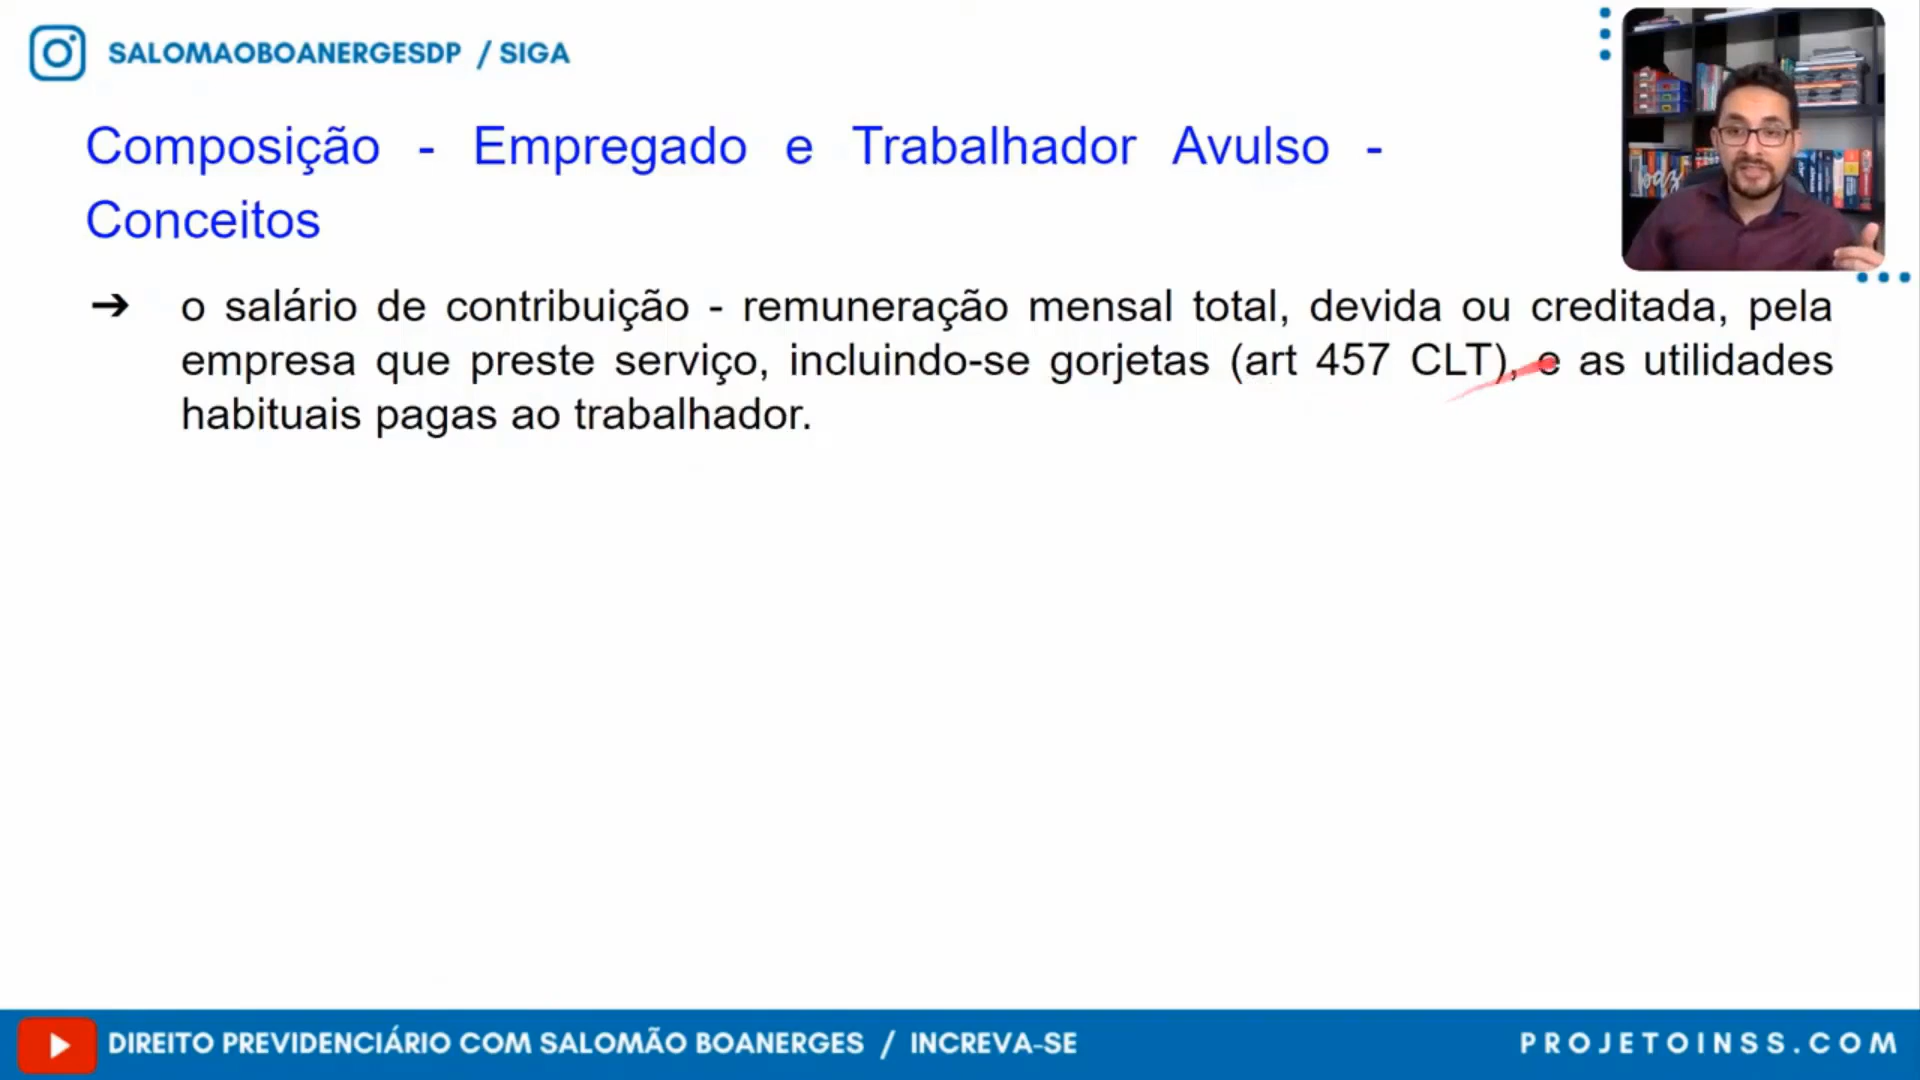 SALOMAOBOANERGESDP / SIGA
Composição - Empregado e Trabalhador Avulso -
Conceitos
➔ o salário de contribuição - remuneração mensal total, devida ou creditada, pela
empresa que preste serviço, incluindo-se gorjetas (art 457 CLT), e as utilidades
habituais pagas ao trabalhador.
DIREITO PREVIDENCIÁRIO COM SALOMÃO BOANERGES / INCREVA-SE
PROJETOINSS.COM